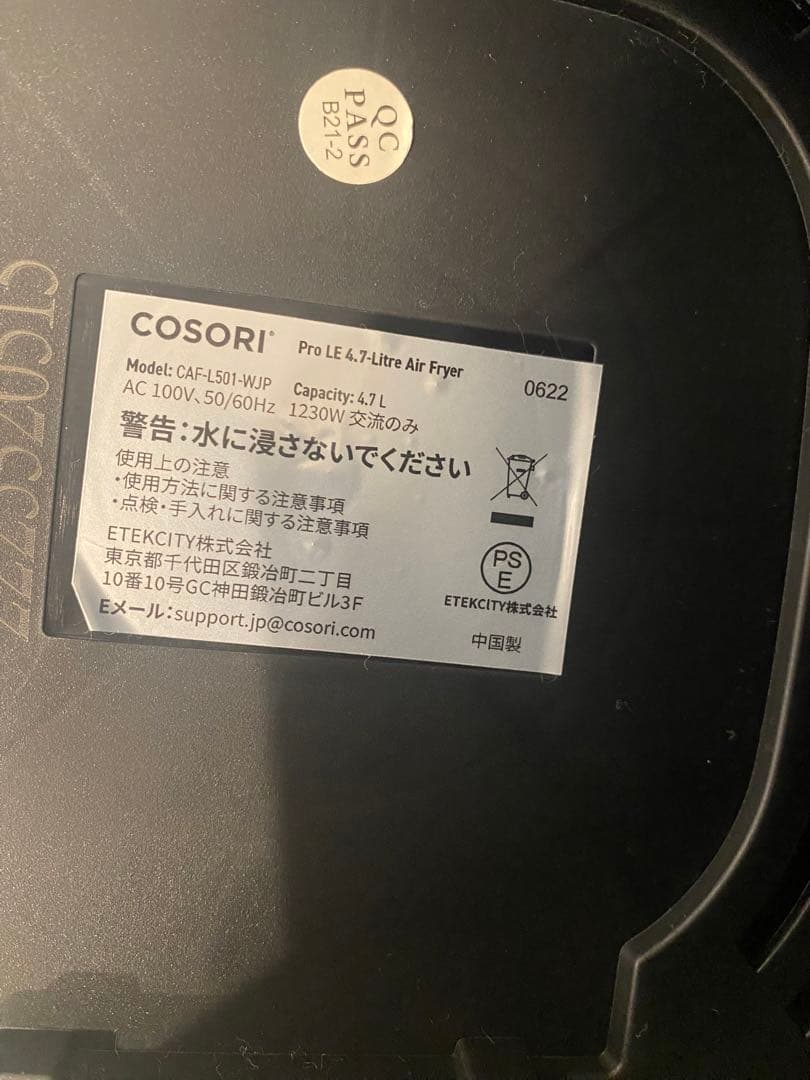 QC
PASS
B21-2
COSORI® Pro LE 4.7-Litre Air Fryer
0622
Model: CAF-L501-WJP Capacity: 4.7 L
AC 100V、50/60Hz 1230W 交流のみ
警告：水に浸さないでください
使用上の注意
・使用方法に関する注意事項
・点検・手入れに関する注意事項
ETEKCITY株式会社
東京都千代田区鍛冶町二丁目
10番10号GC神田鍛冶町ビル3F
Eメール：support.jp@cosori.com
PS
E
ETEKCITY株式会社
中国製